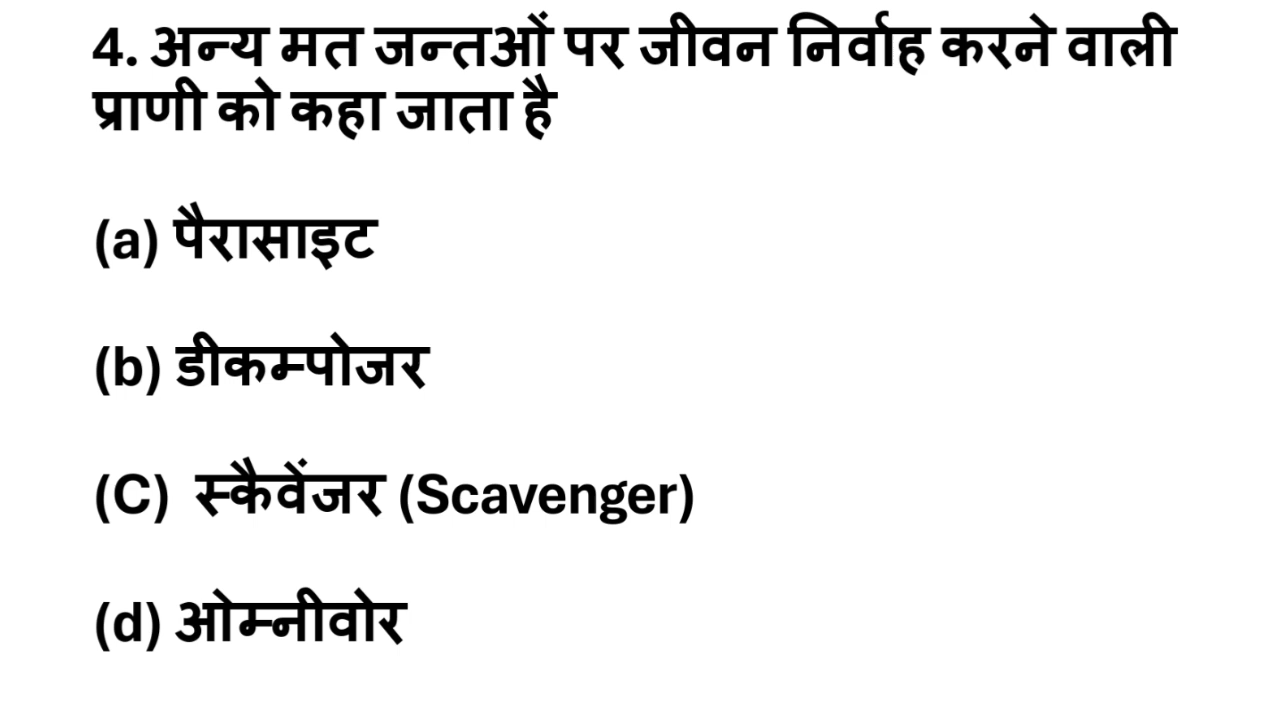 4. अन्य मत जन्तओं पर जीवन निर्वाह करने वाली
प्राणी को कहा जाता है
(a) पैरासाइट
(b) डीकम्पोजर
(C) स्कैवेंजर (Scavenger)
(d) ओम्नीवोर